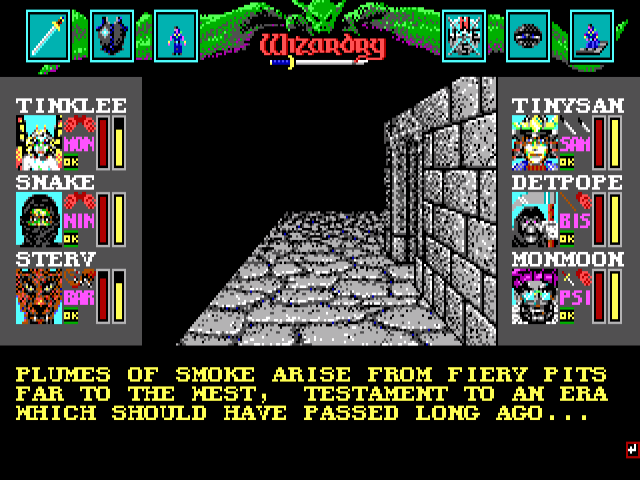 Wizardry
N
W E
S
TINKLEE
MON
OK
SNAKE
NIN
OK
STERV
BAR
OK
TINYSAN
SAM
OK
DETPOPE
BIS
OK
MONMOON
PSI
OK
PLUMES OF SMOKE ARISE FROM FIERY PITS
FAR TO THE WEST, TESTAMENT TO AN ERA
WHICH SHOULD HAVE PASSED LONG AGO...